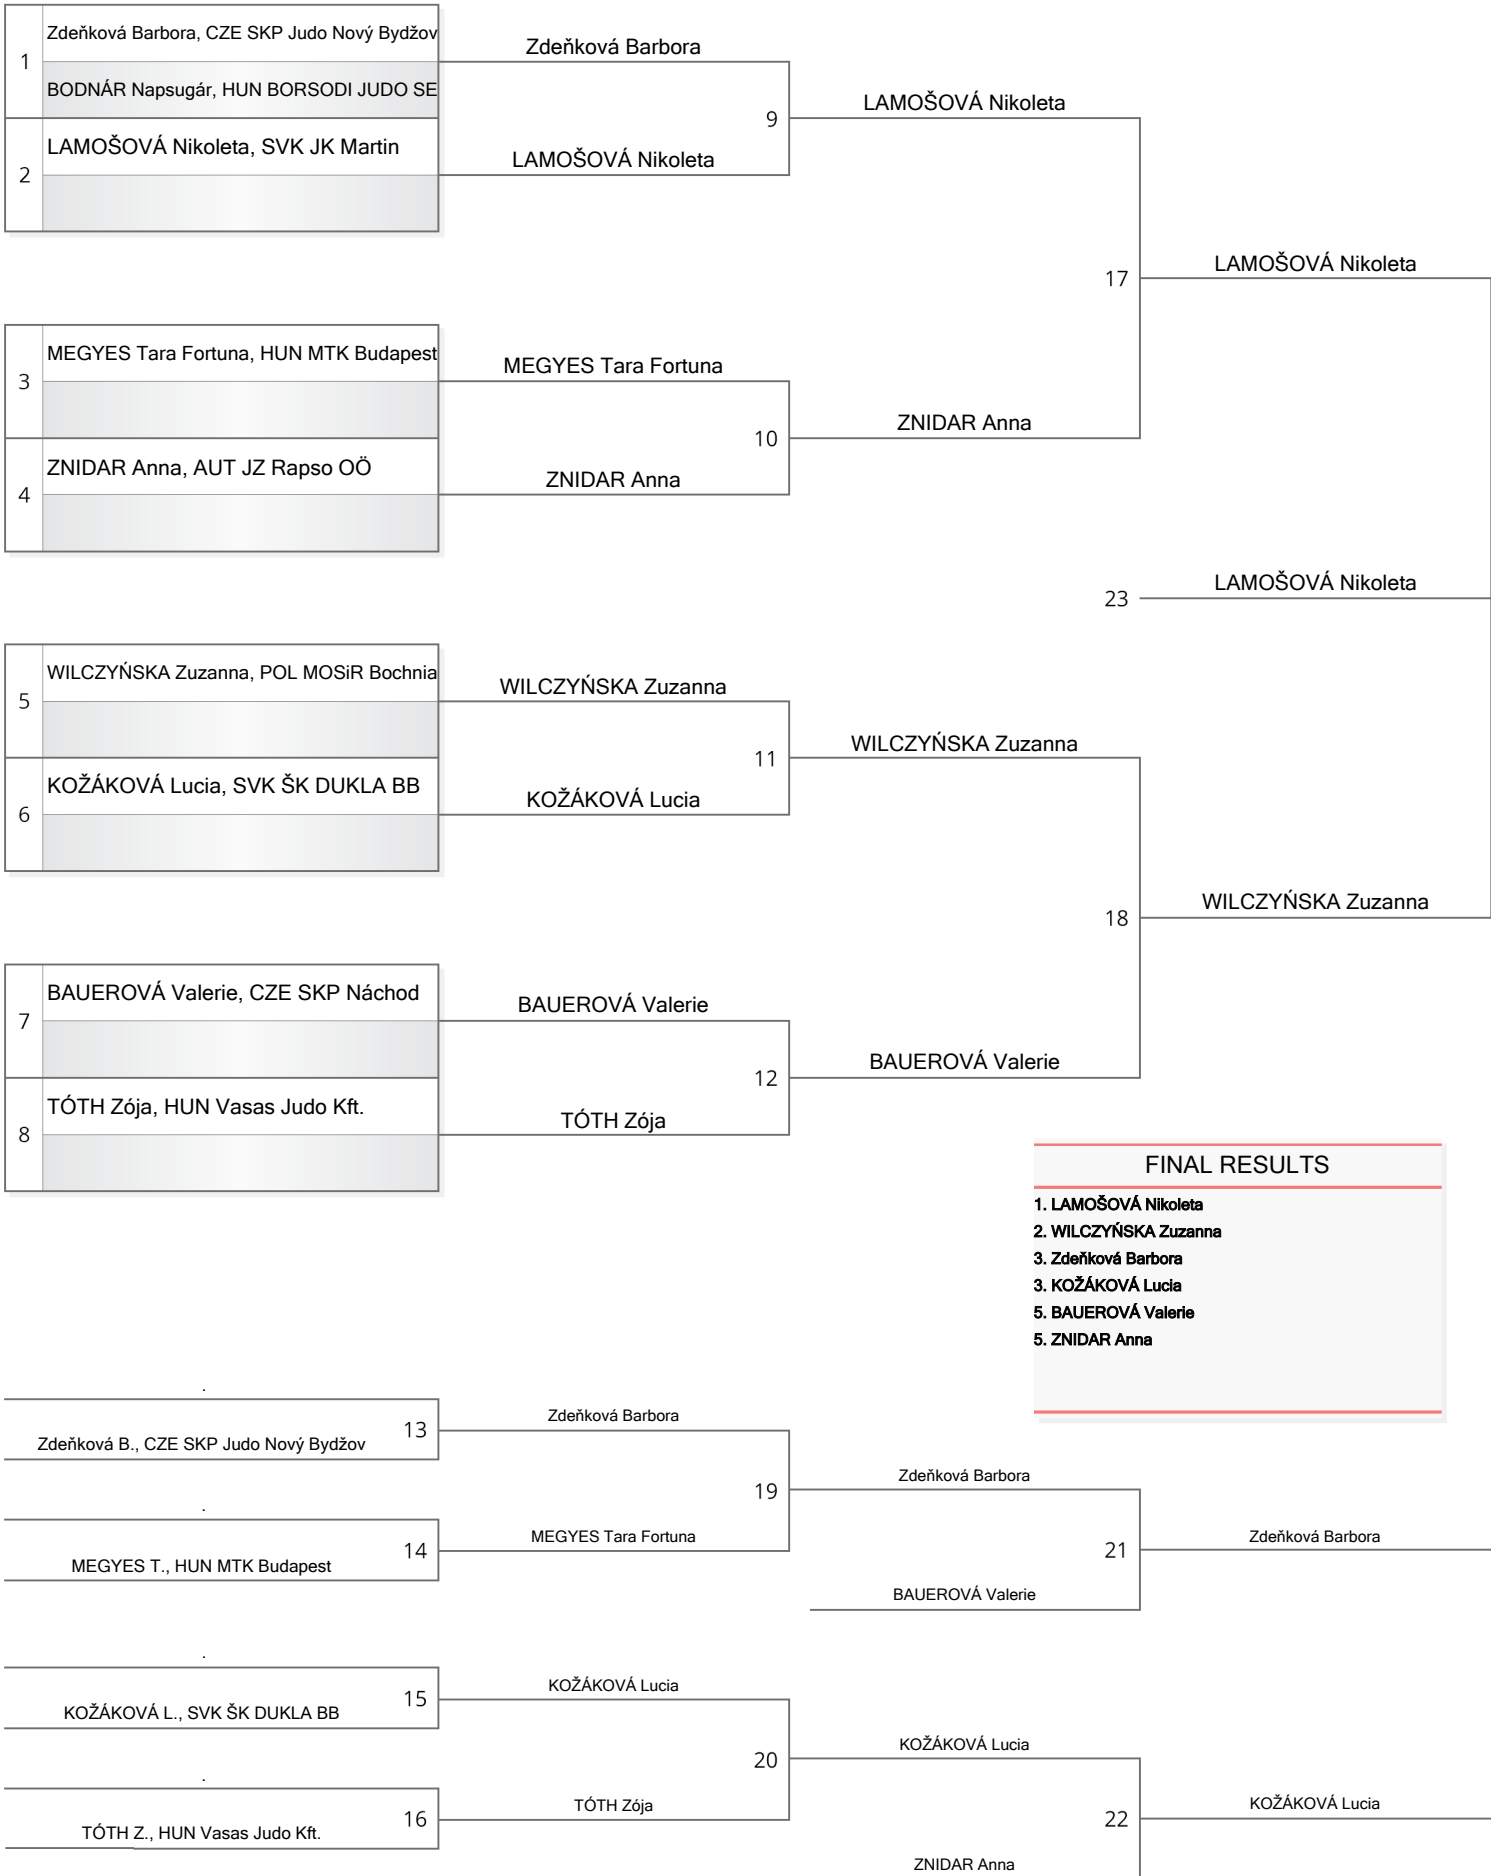 Zdeňková Barbora, CZE SKP Judo Nový Bydžov
1
BODNÁR Napsugár, HUN BORSODI JUDO SE
LAMOŠOVÁ Nikoleta, SVK JK Martin
2
Zdeňková Barbora
9
LAMOŠOVÁ Nikoleta
LAMOŠOVÁ Nikoleta
17
LAMOŠOVÁ Nikoleta
MEGYES Tara Fortuna, HUN MTK Budapest
3
ZNIDAR Anna, AUT JZ Rapso OÖ
4
MEGYES Tara Fortuna
10
ZNIDAR Anna
ZNIDAR Anna
23
LAMOŠOVÁ Nikoleta
WILCZYŃSKA Zuzanna, POL MOSiR Bochnia
5
KOŽÁKOVÁ Lucia, SVK ŠK DUKLA BB
6
WILCZYŃSKA Zuzanna
11
KOŽÁKOVÁ Lucia
WILCZYŃSKA Zuzanna
18
WILCZYŃSKA Zuzanna
BAUEROVÁ Valerie, CZE SKP Náchod
7
TÓTH Zója, HUN Vasas Judo Kft.
8
BAUEROVÁ Valerie
12
TÓTH Zója
BAUEROVÁ Valerie
FINAL RESULTS
1. LAMOŠOVÁ Nikoleta
2. WILCZYŃSKA Zuzanna
3. Zdeňková Barbora
3. KOŽÁKOVÁ Lucia
5. BAUEROVÁ Valerie
5. ZNIDAR Anna
.
13
Zdeňková B., CZE SKP Judo Nový Bydžov
.
14
MEGYES T., HUN MTK Budapest
Zdeňková Barbora
19
MEGYES Tara Fortuna
Zdeňková Barbora
21
BAUEROVÁ Valerie
Zdeňková Barbora
.
15
KOŽÁKOVÁ L., SVK ŠK DUKLA BB
.
16
TÓTH Z., HUN Vasas Judo Kft.
KOŽÁKOVÁ Lucia
20
TÓTH Zója
KOŽÁKOVÁ Lucia
22
ZNIDAR Anna
KOŽÁKOVÁ Lucia